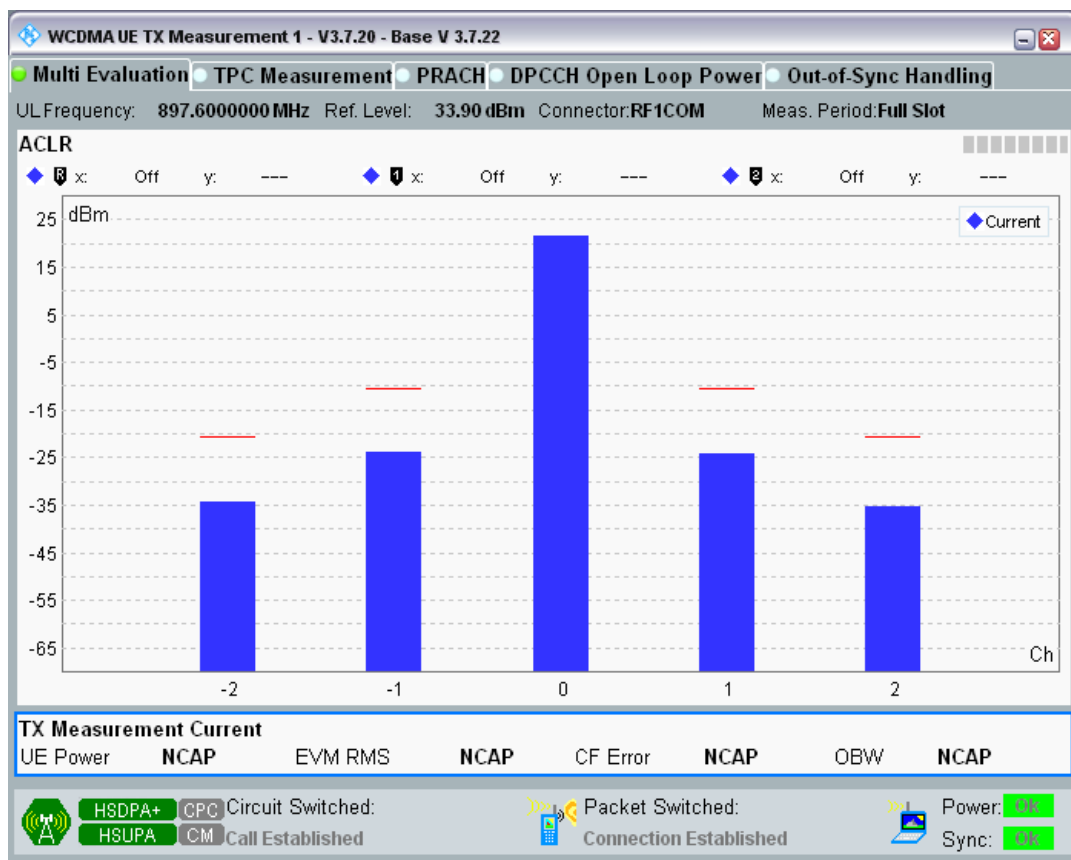 WCDMA UE TX Measurement 1 - V3.7.20 - Base V 3.7.22
Multi Evaluation TPC Measurement PRACH DPCCH Open Loop Power Out-of-Sync Handling
UL Frequency: 897.6000000 MHz Ref. Level: 33.90 dBm Connector:RF1COM Meas. Period:Full Slot
ACLR
R x: Off y: --- 1 x: Off y: --- 2 x: Off y: ---
dBm
Current
25
15
5
-5
-15
-25
-35
-45
-55
-65
Ch
-2 -1 0 1 2
TX Measurement Current
UE Power NCAP EVM RMS NCAP CF Error NCAP OBW NCAP
HSDPA+ CPC Circuit Switched: Packet Switched: Power: OK
HSUPA CM Call Established Connection Established Sync: OK